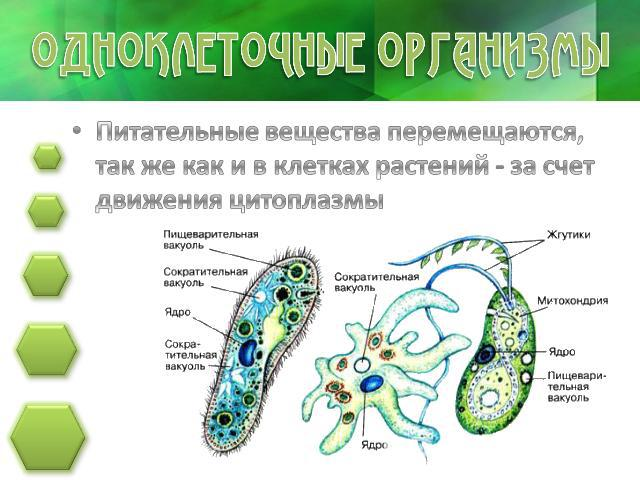 ОДНОКЛЕТОЧНЫЕ ОРГАНИЗМЫ
• Питательные вещества перемещаются,
так же как и в клетках растений - за счет
движения цитоплазмы
Пищеварительная
вакуоль
Сократительная
вакуоль
Ядро
Сокра-
тительная
вакуоль
Сократительная
вакуоль
Ядро
Жгутики
Митохондрия
Ядро
Пищевари-
тельная
вакуоль